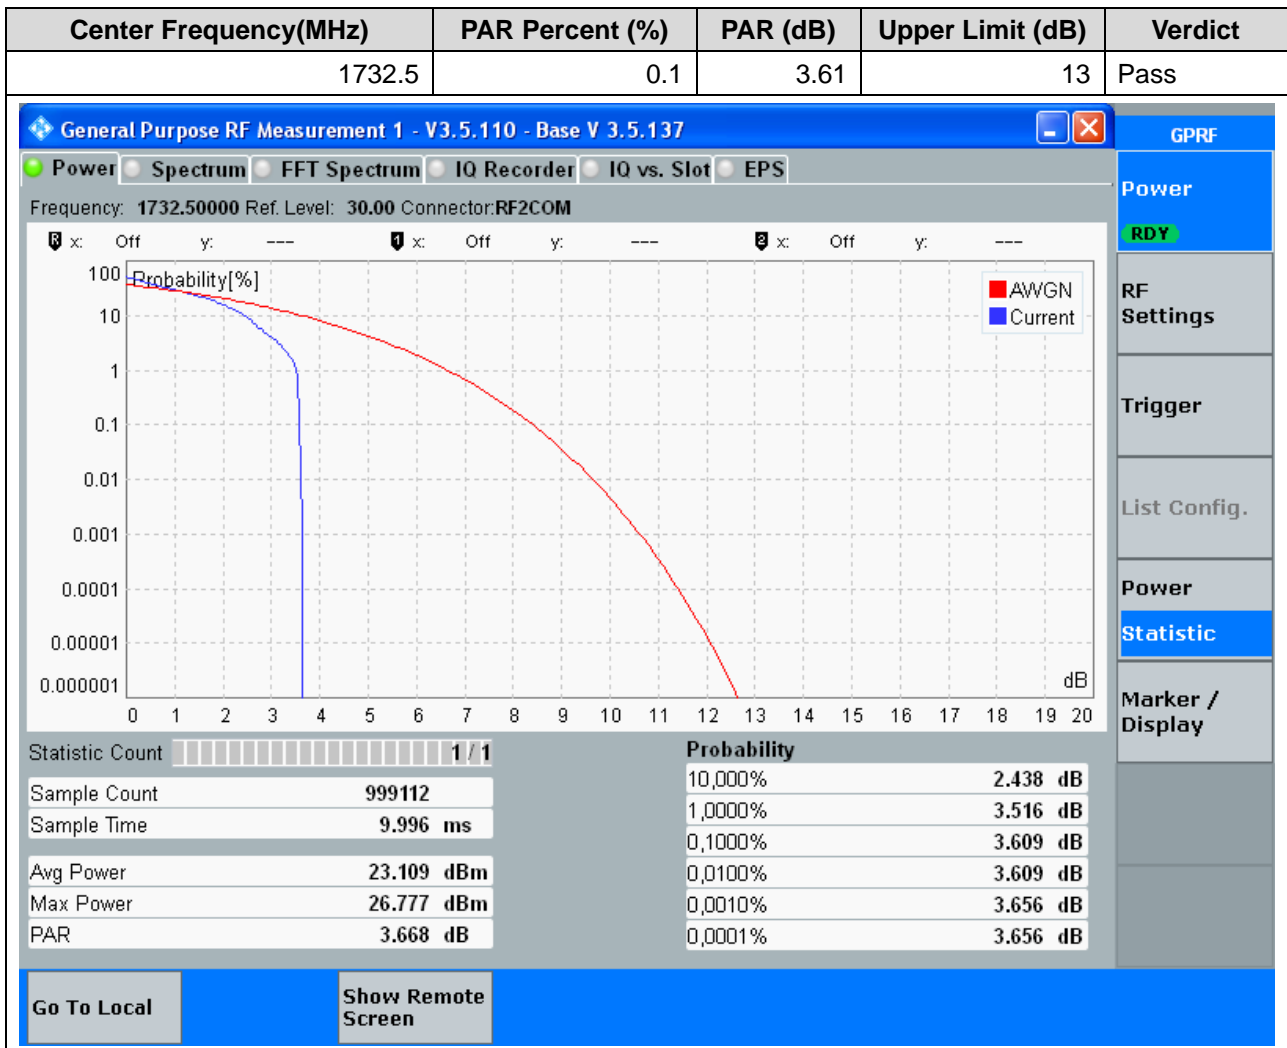 Center Frequency(MHz) PAR Percent (%) PAR (dB) Upper Limit (dB) Verdict
1732.5 0.1 3.61 13 Pass
General Purpose RF Measurement 1 - V3.5.110 - Base V 3.5.137
GPRF
Power Spectrum FFT Spectrum IQ Recorder IQ vs. Slot EPS
Power
RDY
Frequency: 1732.50000 Ref. Level: 30.00 Connector:RF2COM
R x: Off y: --- 1 x: Off y: --- 2 x: Off y: ---
Probability[%]
100
10
1
0.1
0.01
0.001
0.0001
0.00001
0.000001
AWGN
Current
dB
0 1 2 3 4 5 6 7 8 9 10 11 12 13 14 15 16 17 18 19 20
RF
Settings
Trigger
List Config.
Power
Statistic
Marker /
Display
Statistic Count 1 / 1
Sample Count 999112
Sample Time 9.996 ms
Avg Power 23.109 dBm
Max Power 26.777 dBm
PAR 3.668 dB
Probability
10,000% 2.438 dB
1,0000% 3.516 dB
0,1000% 3.609 dB
0,0100% 3.609 dB
0,0010% 3.656 dB
0,0001% 3.656 dB
Go To Local
Show Remote
Screen